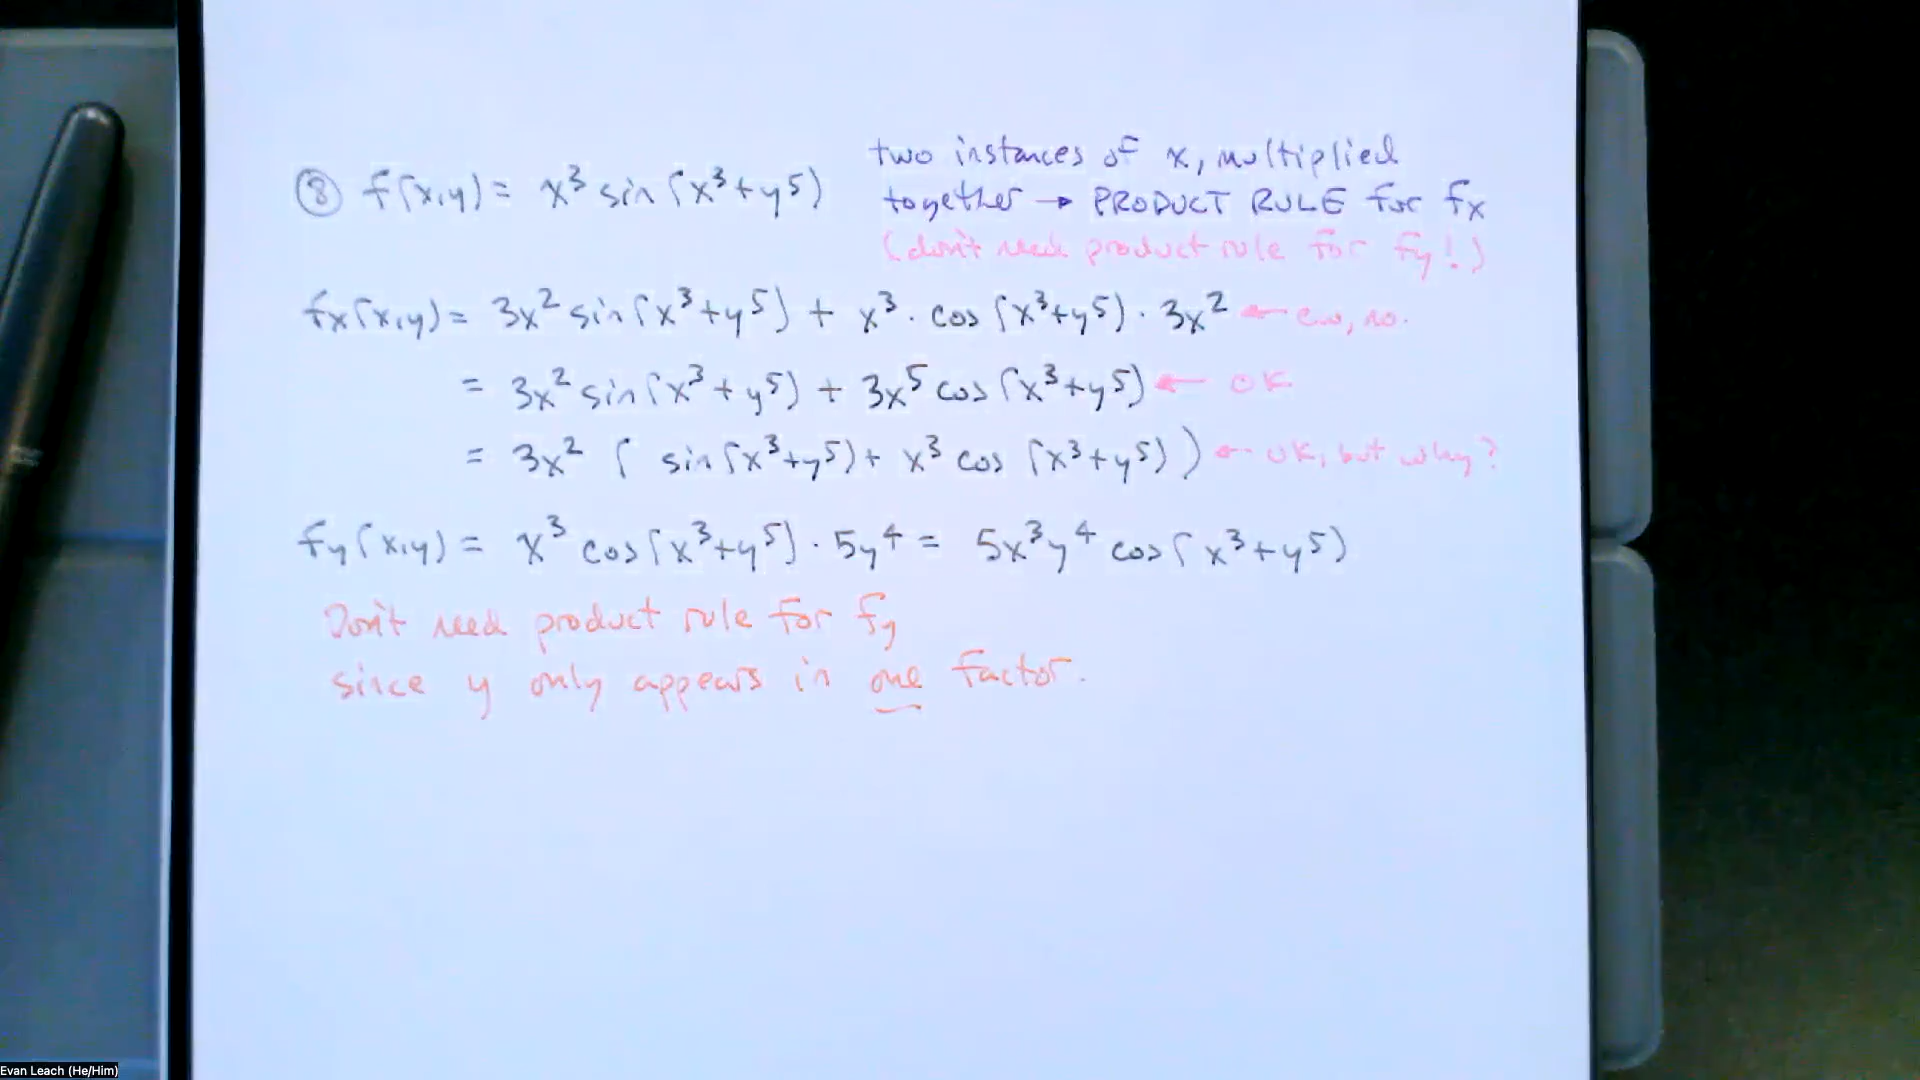 ⑧ f(x,y) = x³ sin(x³+y⁵)
two instances of x, multiplied
together → PRODUCT RULE for fx
(don't need product rule for fy!)
fx(x,y) = 3x² sin(x³+y⁵) + x³ · cos(x³+y⁵) · 3x² ← ew, no.
= 3x² sin(x³+y⁵) + 3x⁵ cos(x³+y⁵) ← OK
= 3x² ( sin(x³+y⁵) + x³ cos(x³+y⁵) ) ← OK, but why?
fy(x,y) = x³ cos(x³+y⁵) · 5y⁴ = 5x³y⁴ cos(x³+y⁵)
Don't need product rule for fy
since y only appears in one factor.
Evan Leach (He/Him)